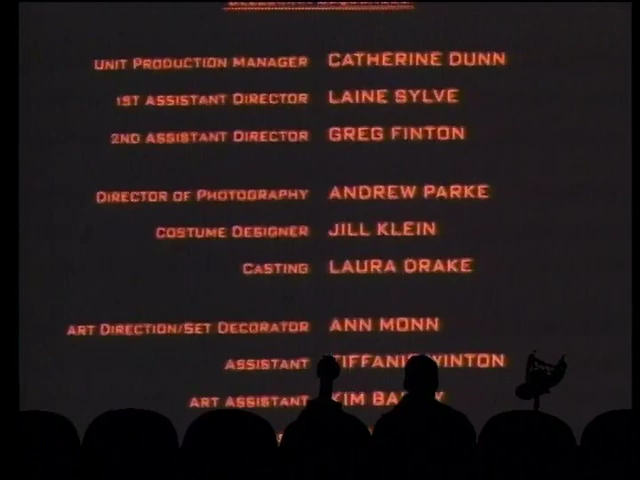 UNIT PRODUCTION MANAGER CATHERINE DUNN
1ST ASSISTANT DIRECTOR LAINE SYLVE
2ND ASSISTANT DIRECTOR GREG FINTON
DIRECTOR OF PHOTOGRAPHY ANDREW PARKE
COSTUME DESIGNER JILL KLEIN
CASTING LAURA DRAKE
ART DIRECTION/SET DECORATOR ANN MONN
ASSISTANT
ART ASSISTANT KIM